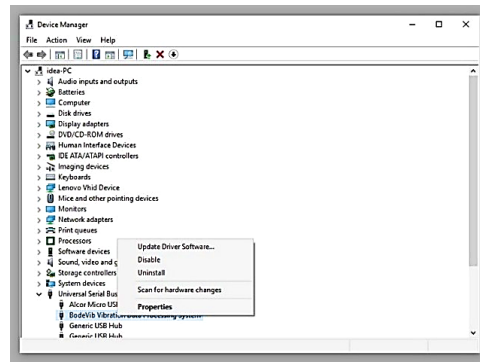 Device Manager
File Action View Help
idea-PC
Audio inputs and outputs
Batteries
Computer
Disk drives
Display adapters
DVD/CD-ROM drives
Human Interface Devices
IDE ATA/ATAPI controllers
Imaging devices
Keyboards
Lenovo Vhid Device
Mice and other pointing devices
Monitors
Network adapters
Print queues
Processors
Software devices
Sound, video and g
Storage controllers
System devices
Universal Serial Bus
Alcor Micro USB
BodeVib Vibration Data Processing system
Generic USB Hub
Generic USB Hub
Update Driver Software...
Disable
Uninstall
Scan for hardware changes
Properties